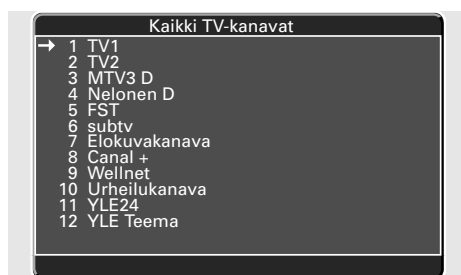 Kaikki TV-kanavat
→ 1 TV1
2 TV2
3 MTV3 D
4 Nelonen D
5 FST
6 subtv
7 Elokuvakanava
8 Canal +
9 Wellnet
10 Urheilukanava
11 YLE24
12 YLE Teema